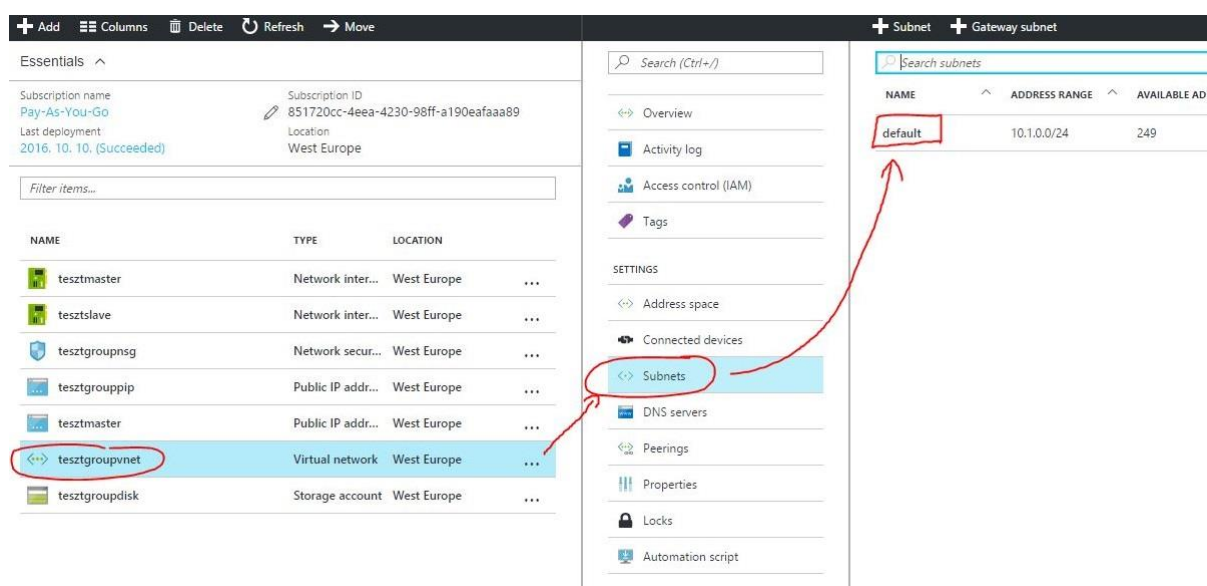 Add Columns Delete Refresh Move
Essentials
Subscription name Subscription ID
Pay-As-You-Go 851720cc-4eea-4230-98ff-a190eafaaa89
Last deployment Location
2016. 10. 10. (Succeeded) West Europe
Filter items...
NAME TYPE LOCATION
tesztmaster Network inter... West Europe ...
tesztslave Network inter... West Europe ...
tesztgroupnsg Network secur... West Europe ...
tesztgrouppip Public IP addr... West Europe ...
tesztmaster Public IP addr... West Europe ...
tesztgroupvnet Virtual network West Europe ...
tesztgroupdisk Storage account West Europe ...
Search (Ctrl+/)
Overview
Activity log
Access control (IAM)
Tags
SETTINGS
Address space
Connected devices
Subnets
DNS servers
Peerings
Properties
Locks
Automation script
Subnet Gateway subnet
Search subnets
NAME ADDRESS RANGE AVAILABLE AD
default 10.1.0.0/24 249